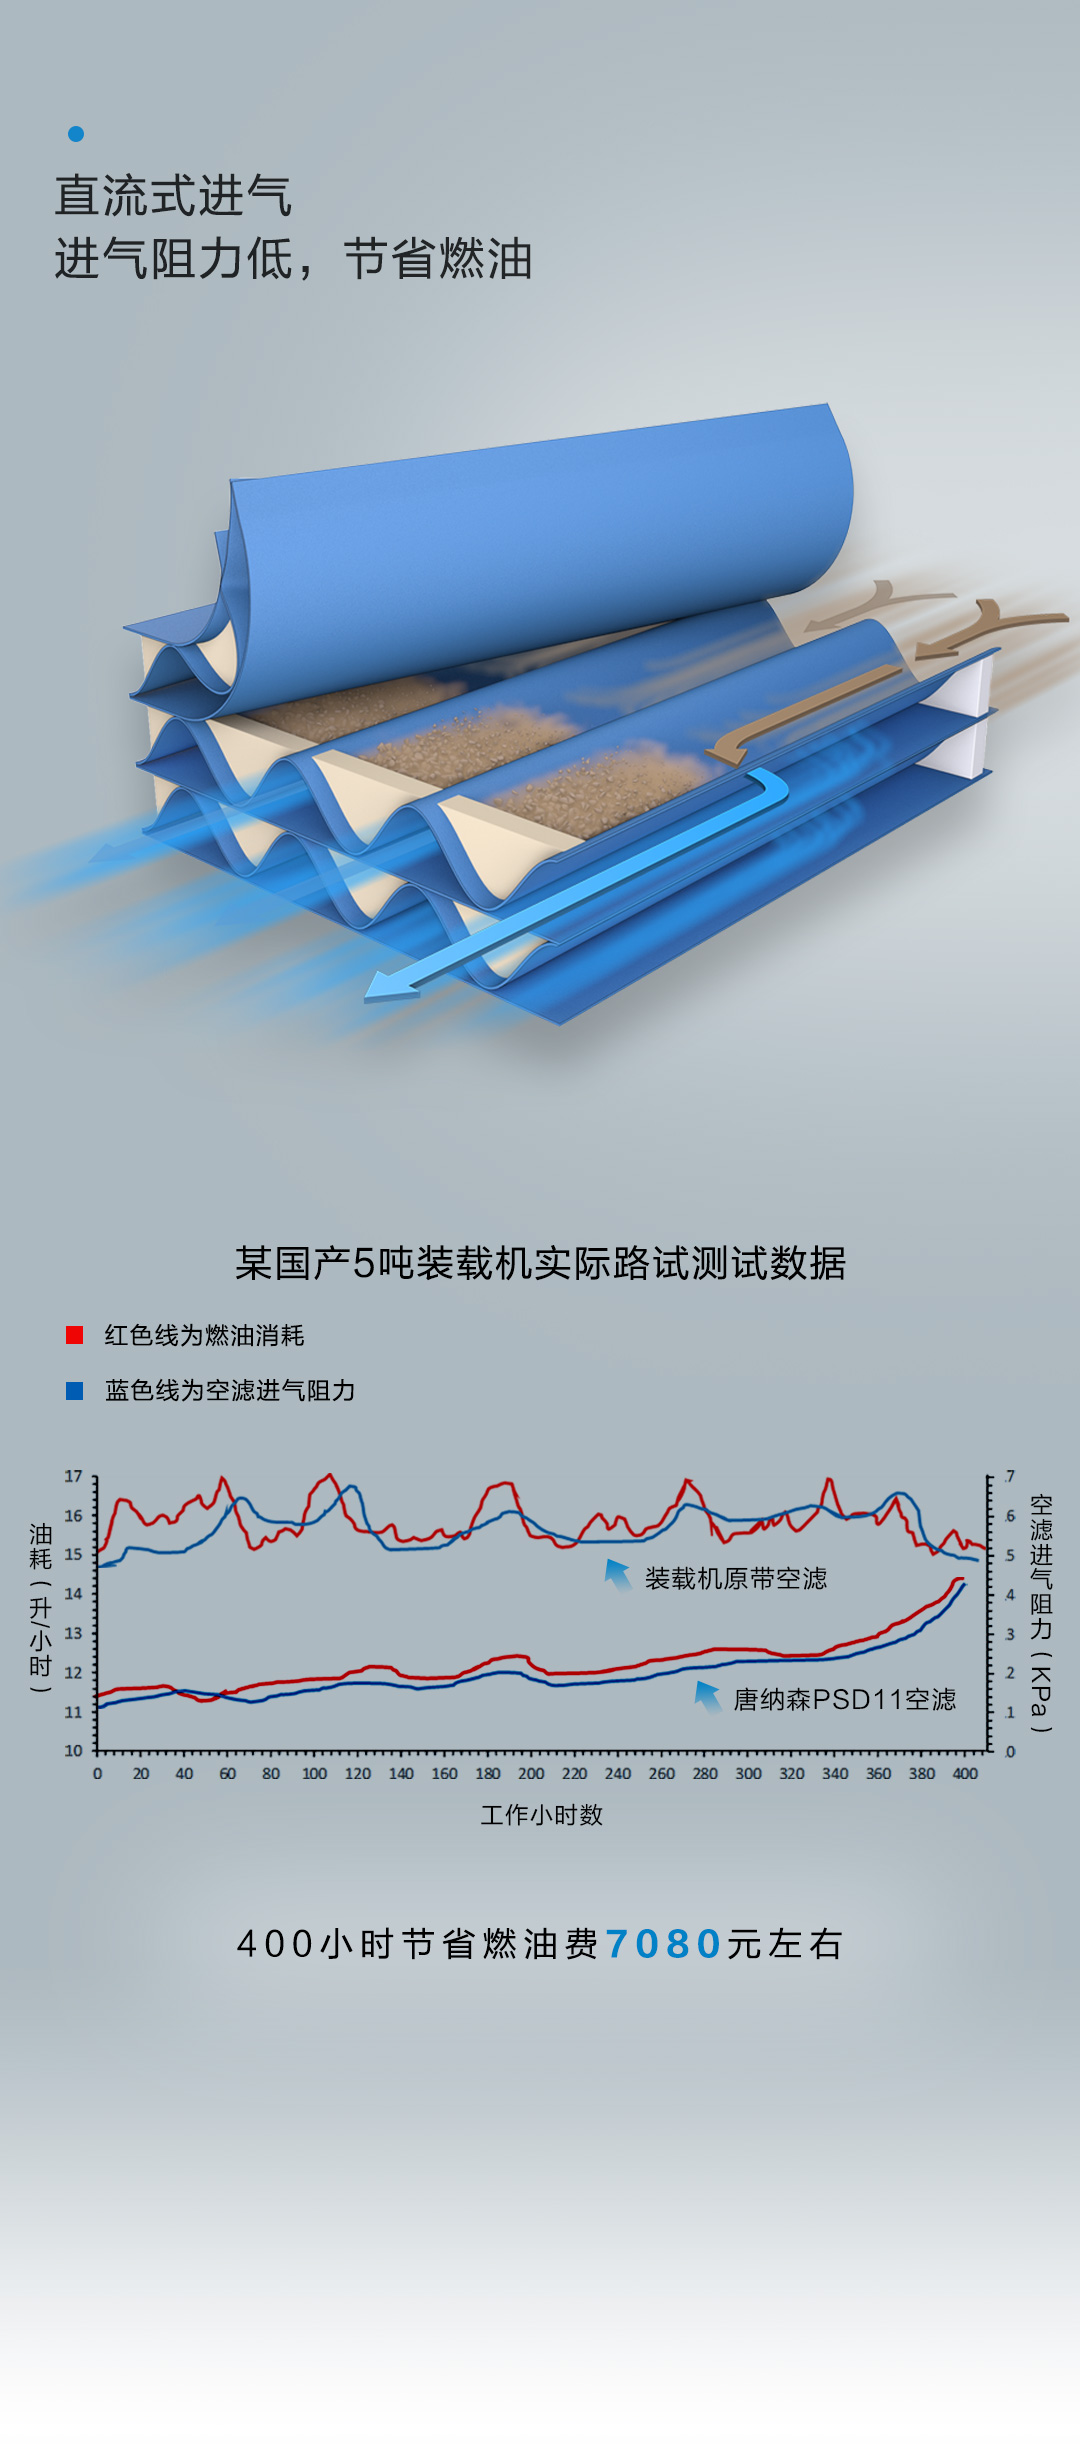 直流式进气
进气阻力低，节省燃油
某国产5吨装载机实际路试测试数据
红色线为燃油消耗
蓝色线为空滤进气阻力
油耗(升/小时)
17
16
15
14
13
12
11
10
装载机原带空滤
唐纳森PSD11空滤
.7
.6
.5
.4
.3
.2
.1
.0
空滤进气阻力(KPa)
0 20 40 60 80 100 120 140 160 180 200 220 240 260 280 300 320 340 360 380 400
工作小时数
400小时节省燃油费7080元左右